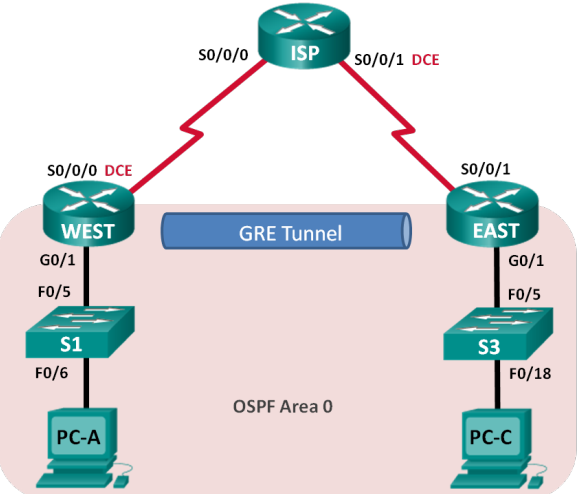 S0/0/0
ISP
S0/0/1 DCE
S0/0/0 DCE
S0/0/1
WEST
GRE Tunnel
EAST
G0/1
G0/1
F0/5
F0/5
S1
S3
F0/6
F0/18
OSPF Area 0
PC-A
PC-C